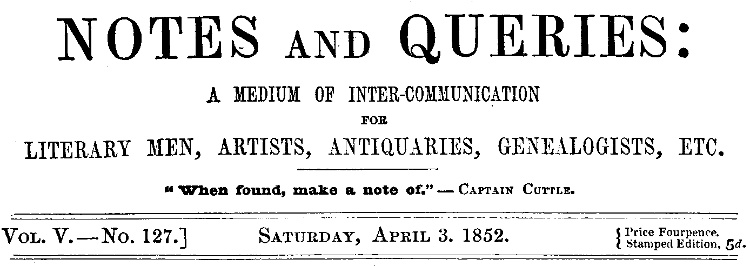 NOTES AND QUERIES:
A MEDIUM OF INTER-COMMUNICATION
FOR
LITERARY MEN, ARTISTS, ANTIQUARIES, GENEALOGISTS, ETC.
"When found, make a note of."—CAPTAIN CUTTLE.
VOL. V.—No. 127.] SATURDAY, APRIL 3. 1852. { Price Fourpence.
{ Stamped Edition, 5d.